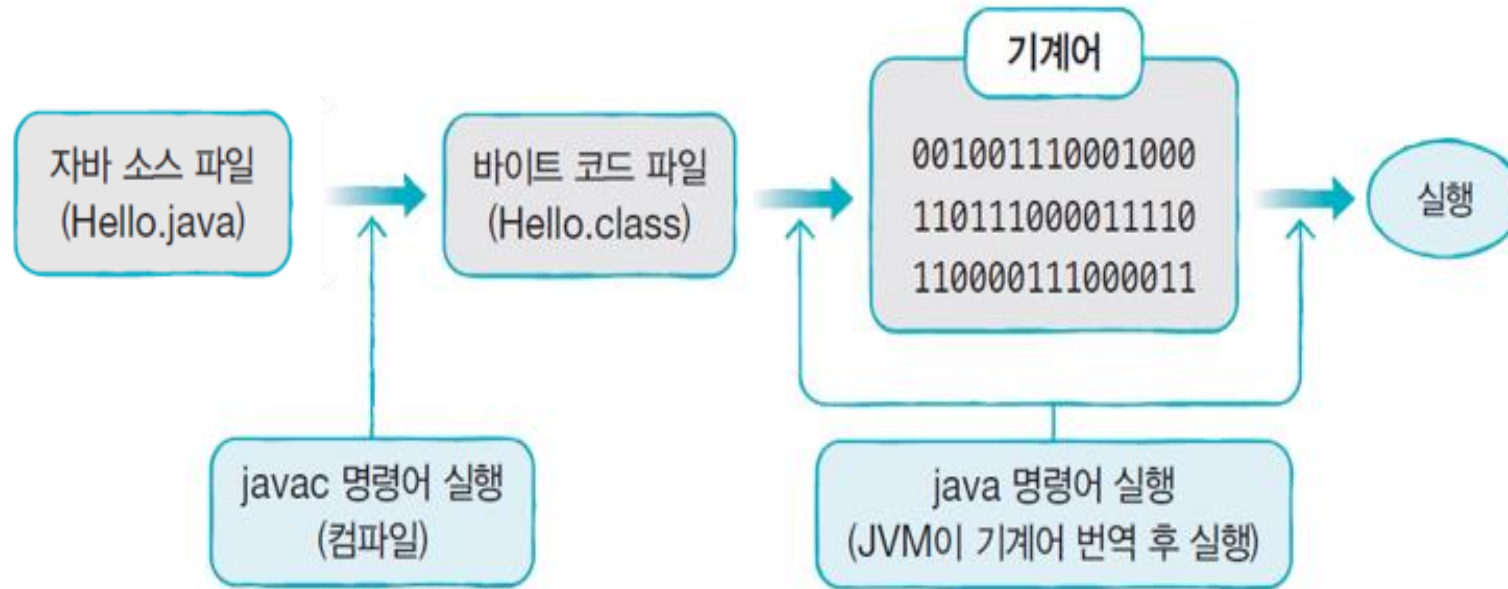 기계어
자바 소스 파일
(Hello.java)
바이트 코드 파일
(Hello.class)
001001110001000
110111000011110
110000111000011
실행
javac 명령어 실행
(컴파일)
java 명령어 실행
(JVM이 기계어 번역 후 실행)